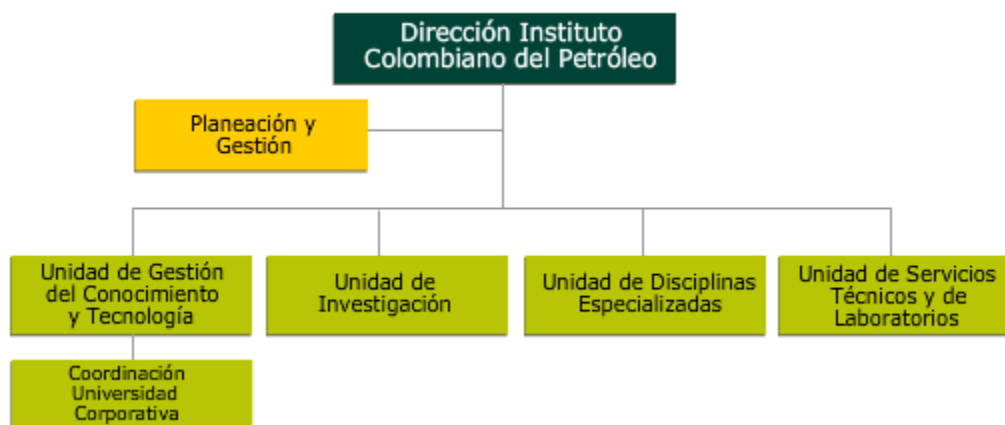 Dirección Instituto
Colombiano del Petróleo
Planeación y
Gestión
Unidad de Gestión
del Conocimiento
y Tecnología
Unidad de
Investigación
Unidad de Disciplinas
Especializadas
Unidad de Servicios
Técnicos y de
Laboratorios
Coordinación
Universidad
Corporativa